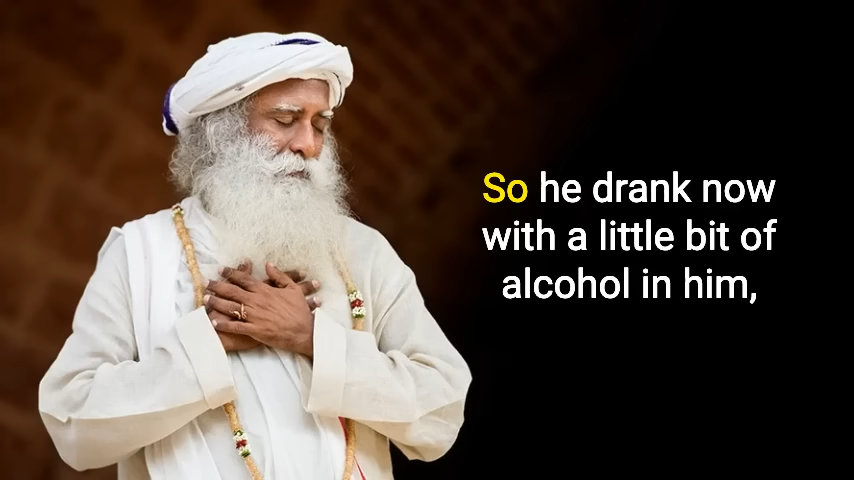 So he drank now
with a little bit of
alcohol in him,